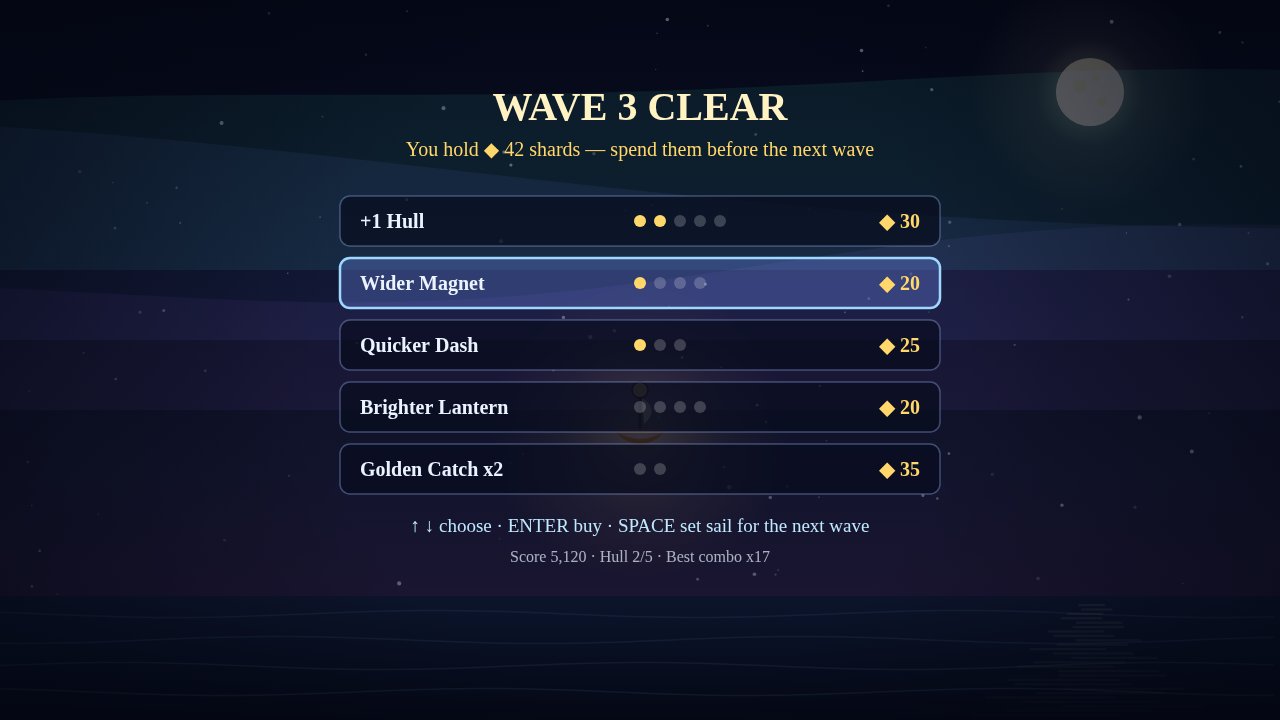 WAVE 3 CLEAR
You hold ◆ 42 shards — spend them before the next wave
+1 Hull ◆ 30
Wider Magnet ◆ 20
Quicker Dash ◆ 25
Brighter Lantern ◆ 20
Golden Catch x2 ◆ 35
↑ ↓ choose · ENTER buy · SPACE set sail for the next wave
Score 5,120 · Hull 2/5 · Best combo x17